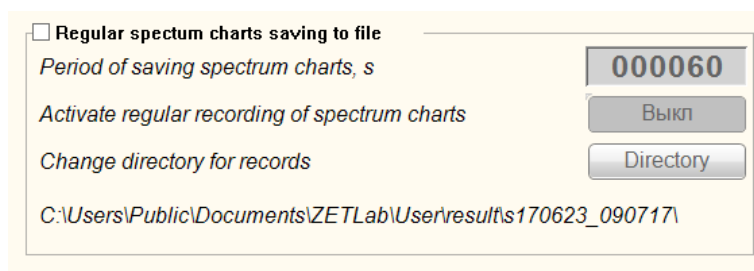 Regular spectum charts saving to file
Period of saving spectrum charts, s 000060
Activate regular recording of spectrum charts Выкл
Change directory for records Directory
C:\Users\Public\Documents\ZETLab\User\result\s170623_090717\